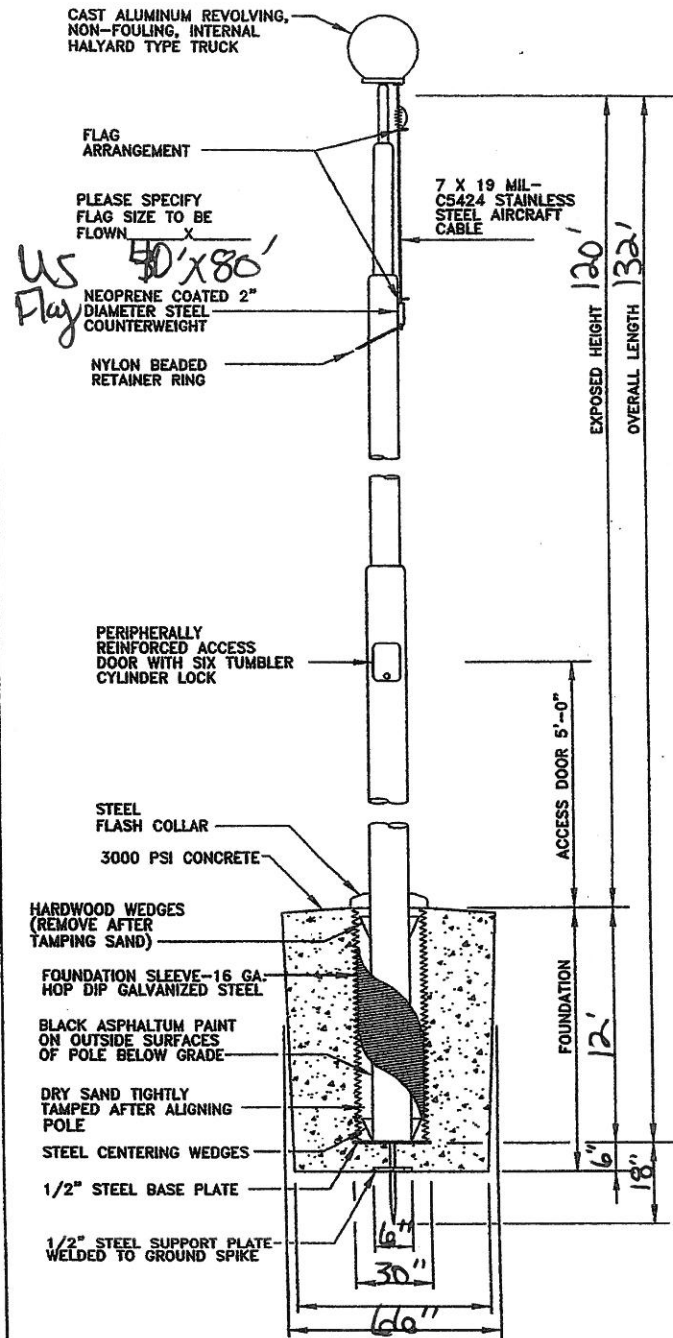 CAST ALUMINUM REVOLVING,
NON-FOULING, INTERNAL
HALYARD TYPE TRUCK
FLAG
ARRANGEMENT
7 X 19 MIL-
C5424 STAINLESS
STEEL AIRCRAFT
CABLE
PLEASE SPECIFY
FLAG SIZE TO BE
FLOWN X
US 40'X80'
Flag
NEOPRENE COATED 2"
DIAMETER STEEL
COUNTERWEIGHT
NYLON BEADED
RETAINER RING
EXPOSED HEIGHT 120'
OVERALL LENGTH 132'
PERIPHERALLY
REINFORCED ACCESS
DOOR WITH SIX TUMBLER
CYLINDER LOCK
ACCESS DOOR 5'-0"
STEEL
FLASH COLLAR
3000 PSI CONCRETE
HARDWOOD WEDGES
(REMOVE AFTER
TAMPING SAND)
FOUNDATION SLEEVE-16 GA.
HOP DIP GALVANIZED STEEL
BLACK ASPHALTUM PAINT
ON OUTSIDE SURFACES
OF POLE BELOW GRADE
DRY SAND TIGHTLY
TAMPED AFTER ALIGNING
POLE
STEEL CENTERING WEDGES
1/2" STEEL BASE PLATE
1/2" STEEL SUPPORT PLATE
WELDED TO GROUND SPIKE
FOUNDATION
12'
6"
18"
6"
30"
66"